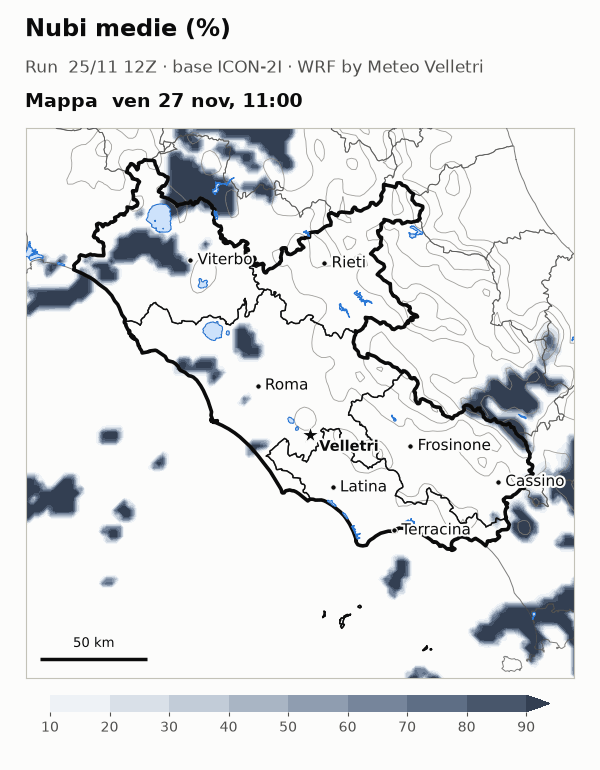 Nubi medie (%)
Run  25/11 12Z · base ICON-2I · WRF by Meteo Velletri
Mappa  ven 27 nov, 11:00
Viterbo
Rieti
Roma
Velletri
Frosinone
Cassino
Latina
Terracina
50 km
10 20 30 40 50 60 70 80 90